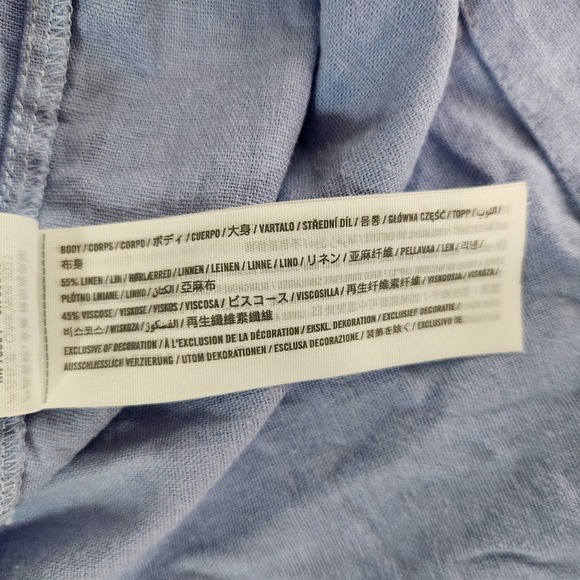 BODY / CORPS / CORPO / ボディ / CUERPO / 大身 / VARTALO / STŘEDNÍ DÍL / 몸통 / GŁÓWNA CZĘŚĆ / TOPP / الثوب /
布身
55% LINEN / LIN / HØRLÆRRED / LINNEN / LEINEN / LINNE / LINO / リネン / 亚麻纤维 / PELLAVAA / LEN / 리넨 /
PŁÓTNO LNIANE / LINHO / الكتان / 亞麻布
45% VISCOSE / VISKOSE / VISKOS / VISCOSA / ビスコース / VISCOSILLA / 再生纤维素纤维 / VISKOOSIA / VISKÓZA /
비스코스 / WISKOZA / الفسكوز / 再生纖維素纖維
EXCLUSIVE OF DECORATION / À L'EXCLUSION DE LA DÉCORATION / EKSKL. DEKORATION / EXCLUSIEF DECORATIE /
AUSSCHLIESSLICH VERZIERUNG / UTOM DEKORATIONEN / ESCLUSA DECORAZIONE / 装飾を除く / EXCLUSIVO DE